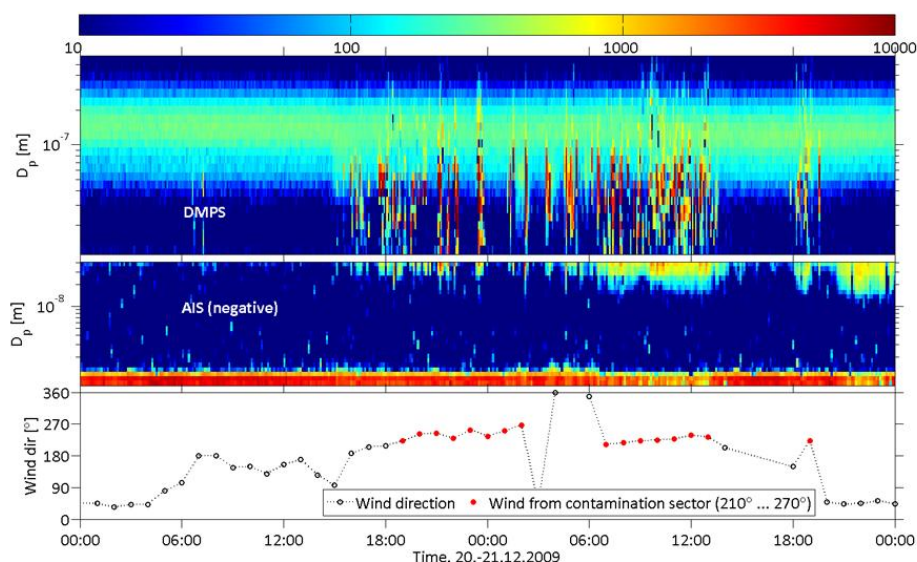 10 100 1000 10000
D_p [m]
10^-7
DMPS
D_p [m]
10^-8
AIS (negative)
Wind dir [°]
360
270
180
90
0
Wind direction Wind from contamination sector (210° ... 270°)
00:00 06:00 12:00 18:00 00:00 06:00 12:00 18:00 00:00
Time, 20.-21.12.2009